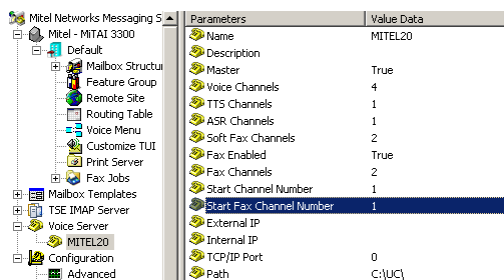 Mitel Networks Messaging S
Mitel - MiTAI 3300
Default
Mailbox Structur
Feature Group
Remote Site
Routing Table
Voice Menu
Customize TUI
Print Server
Fax Jobs
Mailbox Templates
TSE IMAP Server
Voice Server
MITEL20
Configuration
Advanced
Parameters Value Data
Name MITEL20
Description
Master True
Voice Channels 4
TTS Channels 1
ASR Channels 1
Soft Fax Channels 2
Fax Enabled True
Fax Channels 2
Start Channel Number 1
Start Fax Channel Number 1
External IP
Internal IP
TCP/IP Port 0
Path C:\UC\